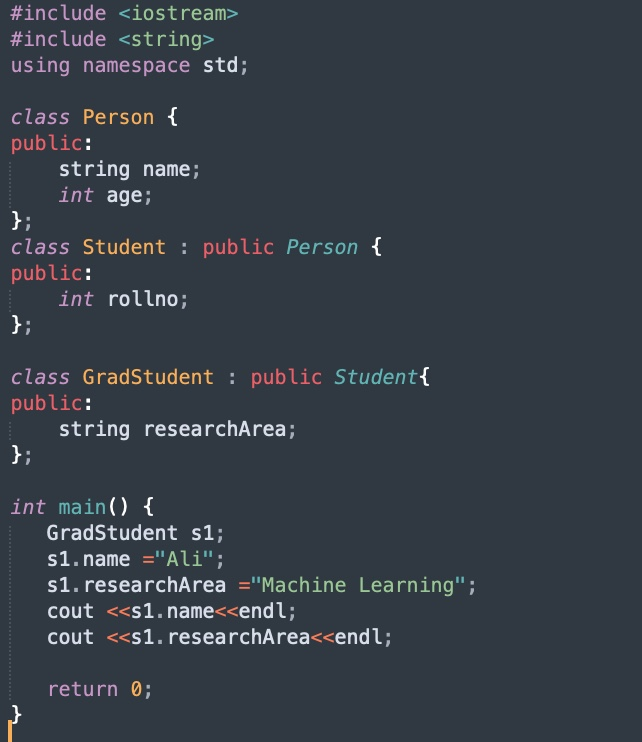 #include <iostream>
#include <string>
using namespace std;

class Person {
public:
    string name;
    int age;
};
class Student : public Person {
public:
    int rollno;
};

class GradStudent : public Student{
public:
    string researchArea;
};

int main() {
   GradStudent s1;
   s1.name ="Ali";
   s1.researchArea ="Machine Learning";
   cout <<s1.name<<endl;
   cout <<s1.researchArea<<endl;

   return 0;
}